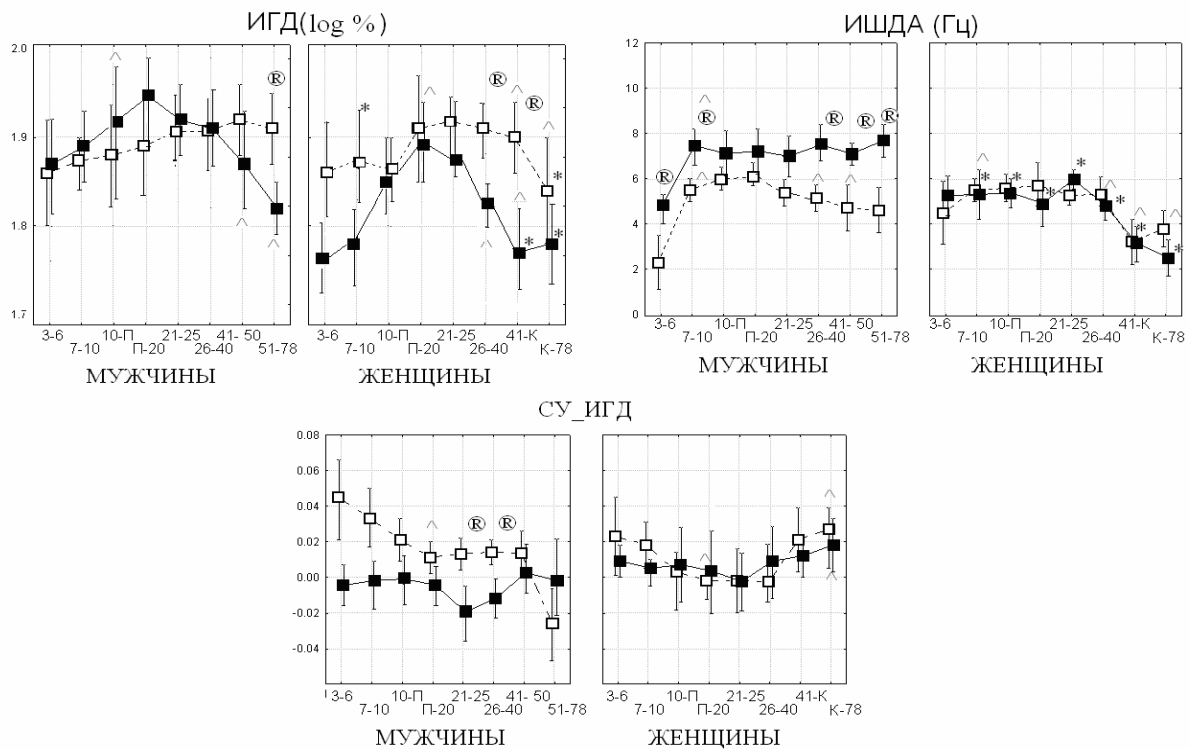 ИГД(log %)
ИШДА (Гц)
2.0
1.9
1.8
1.7
^
®
*
^
^
^
*
^
®
^
®
^
*
^
*
^
3-6 10-П 21-25 41- 50
7-10 П-20 26-40 51-78
МУЖЧИНЫ
21-25 41-К
3-6 7-10 10-П П-20 26-40 К-78
ЖЕНЩИНЫ
12
10
8
6
4
2
0
®
^
®
^
®
^
®
^
®
3-6 10-П 21-25 41- 50
7-10 П-20 26-40 51-78
МУЖЧИНЫ
^
*
*
*
*
^
*
^
*
^
*
3-6 10-П 21-25 41-К
7-10 П-20 26-40 К-78
ЖЕНЩИНЫ
СУ_ИГД
0.08
0.06
0.04
0.02
0.00
-0.02
-0.04
^
®
®
3-6 10-П 21-25 41- 50
7-10 П-20 26-40 51-78
МУЖЧИНЫ
^
^
^
3-6 10-П 21-25 41-К
7-10 П-20 26-40 К-78
ЖЕНЩИНЫ